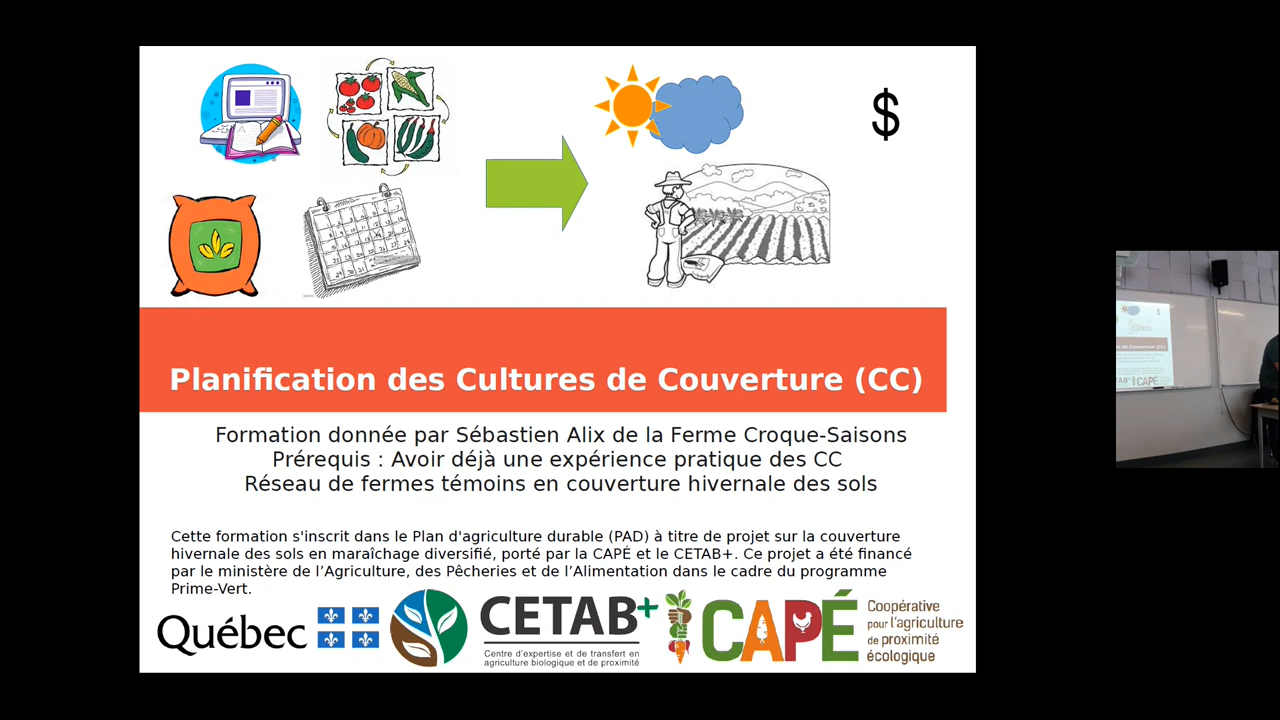 $
Planification des Cultures de Couverture (CC)
Formation donnée par Sébastien Alix de la Ferme Croque-Saisons
Prérequis : Avoir déjà une expérience pratique des CC
Réseau de fermes témoins en couverture hivernale des sols
Cette formation s'inscrit dans le Plan d'agriculture durable (PAD) à titre de projet sur la couverture
hivernale des sols en maraîchage diversifié, porté par la CAPÉ et le CETAB+. Ce projet a été financé
par le ministère de l’Agriculture, des Pêcheries et de l’Alimentation dans le cadre du programme
Prime-Vert.
Québec
CETAB+
Centre d'expertise et de transfert en
agriculture biologique et de proximité
CAPÉ
Coopérative
pour l'agriculture
de proximité
écologique
de Couverture (CC)
CETAB+ CAPÉ